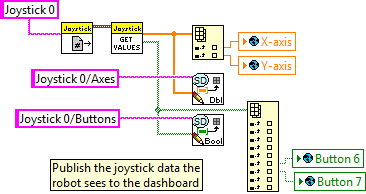 Joystick 0
Joystick
Joystick
GET
VALUES
X-axis
Y-axis
Joystick 0/Axes
SD
Dbl
Joystick 0/Buttons
SD
Bool
Publish the joystick data the
robot sees to the dashboard
Button 6
Button 7